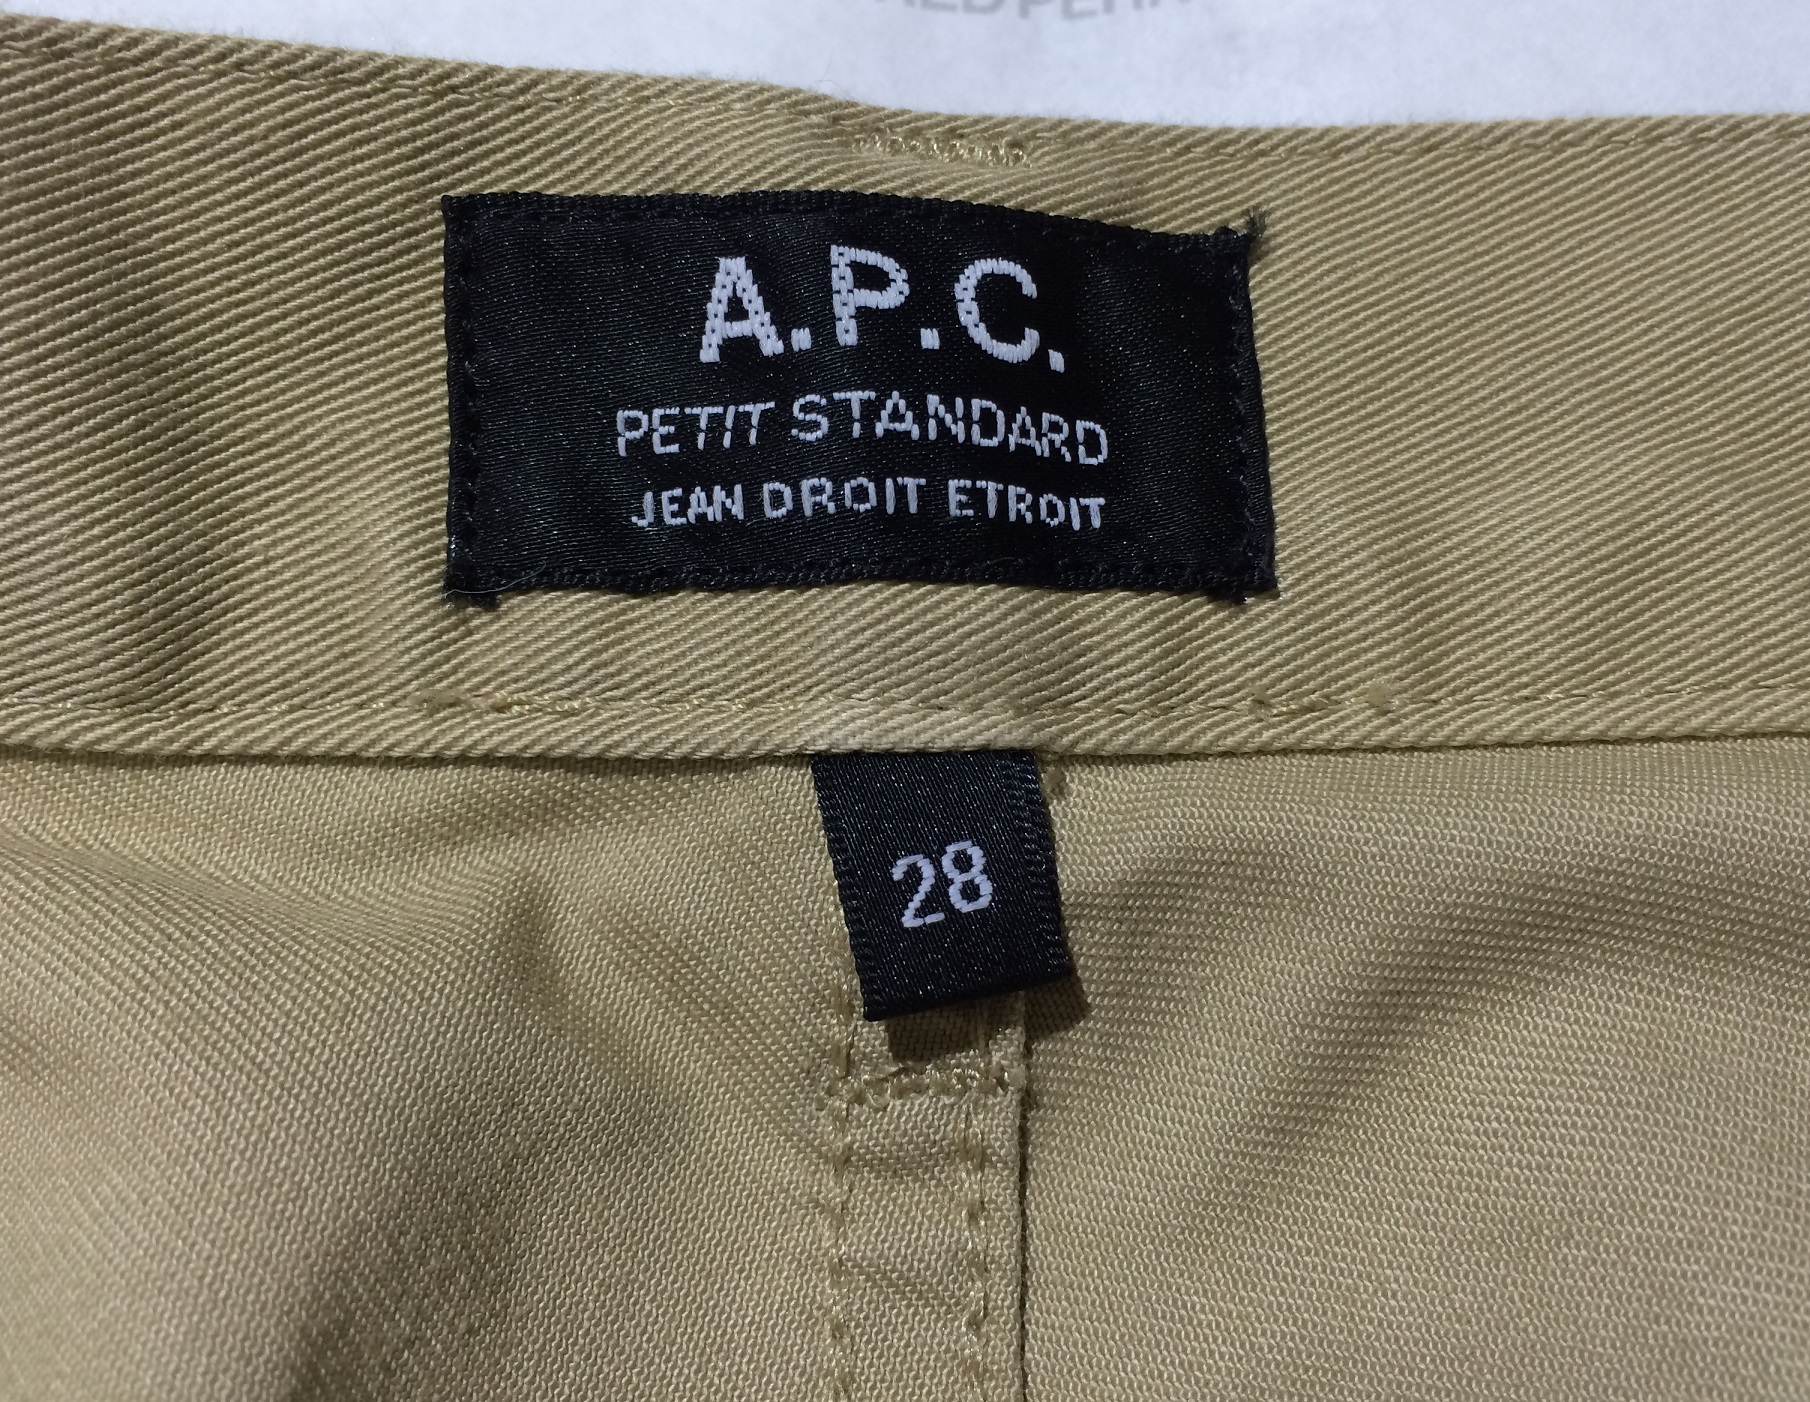 A.P.C.
PETIT STANDARD
JEAN DROIT ETROIT
28